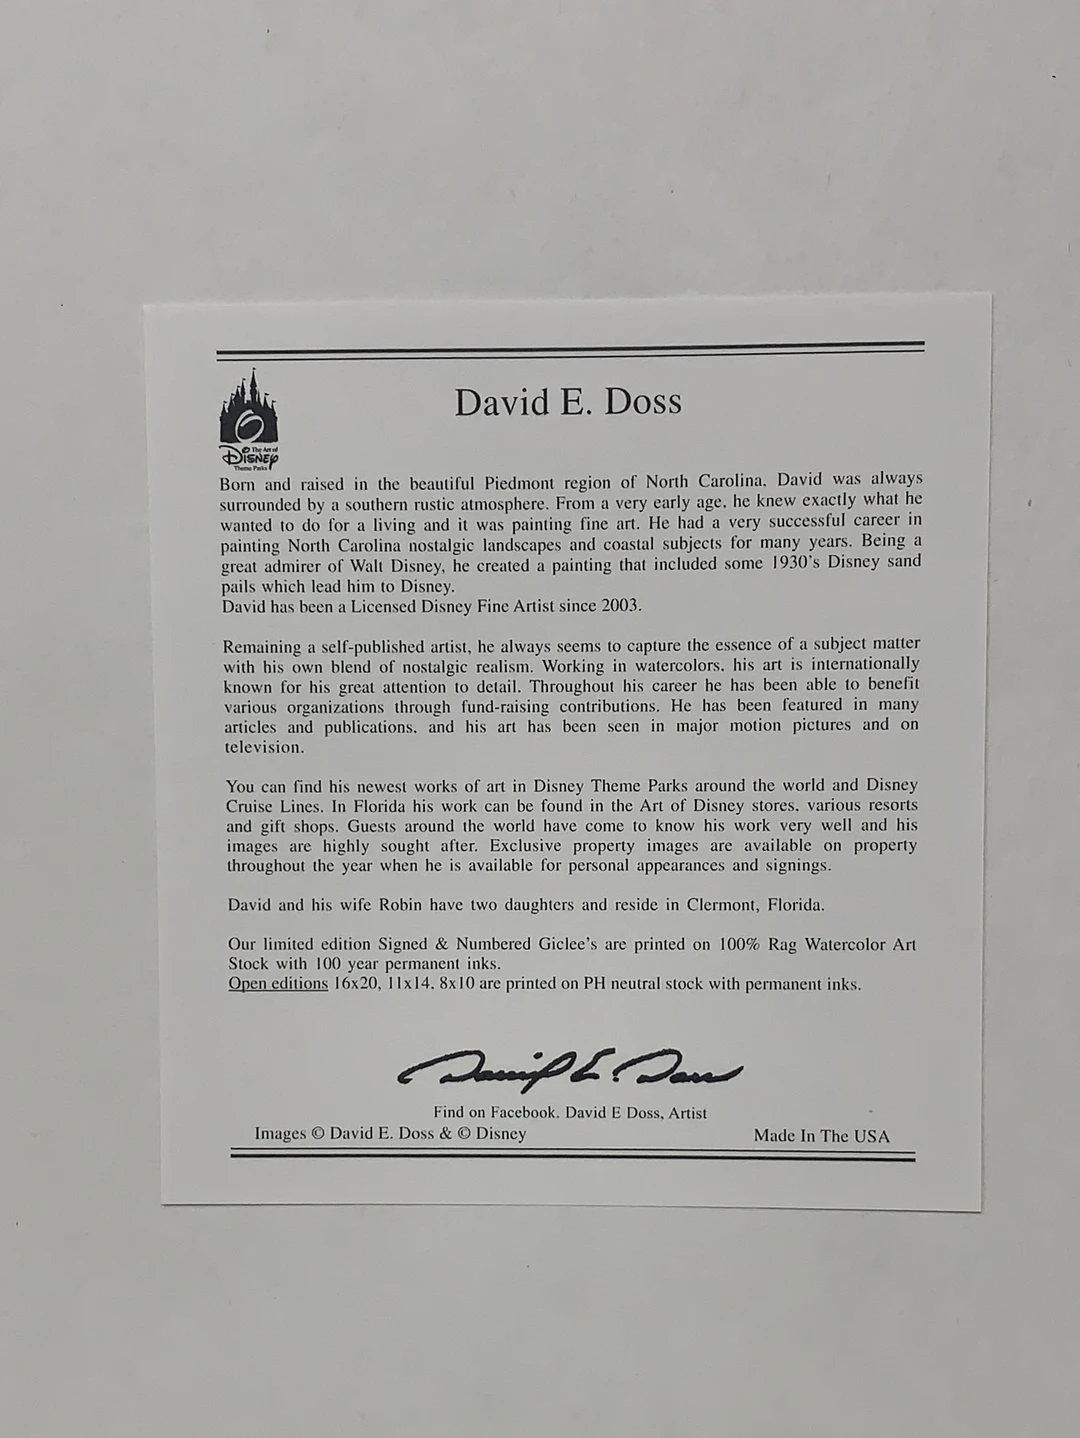 David E. Doss
The Art of
Disney
Theme Parks
Born and raised in the beautiful Piedmont region of North Carolina, David was always
surrounded by a southern rustic atmosphere. From a very early age, he knew exactly what he
wanted to do for a living and it was painting fine art. He had a very successful career in
painting North Carolina nostalgic landscapes and coastal subjects for many years. Being a
great admirer of Walt Disney, he created a painting that included some 1930's Disney sand
pails which lead him to Disney.
David has been a Licensed Disney Fine Artist since 2003.
Remaining a self-published artist, he always seems to capture the essence of a subject matter
with his own blend of nostalgic realism. Working in watercolors, his art is internationally
known for his great attention to detail. Throughout his career he has been able to benefit
various organizations through fund-raising contributions. He has been featured in many
articles and publications, and his art has been seen in major motion pictures and on
television.
You can find his newest works of art in Disney Theme Parks around the world and Disney
Cruise Lines. In Florida his work can be found in the Art of Disney stores, various resorts
and gift shops. Guests around the world have come to know his work very well and his
images are highly sought after. Exclusive property images are available on property
throughout the year when he is available for personal appearances and signings.
David and his wife Robin have two daughters and reside in Clermont, Florida.
Our limited edition Signed & Numbered Giclee's are printed on 100% Rag Watercolor Art
Stock with 100 year permanent inks.
Open editions 16x20, 11x14, 8x10 are printed on PH neutral stock with permanent inks.
David E. Doss
Find on Facebook. David E Doss, Artist
Images © David E. Doss & © Disney
Made In The USA